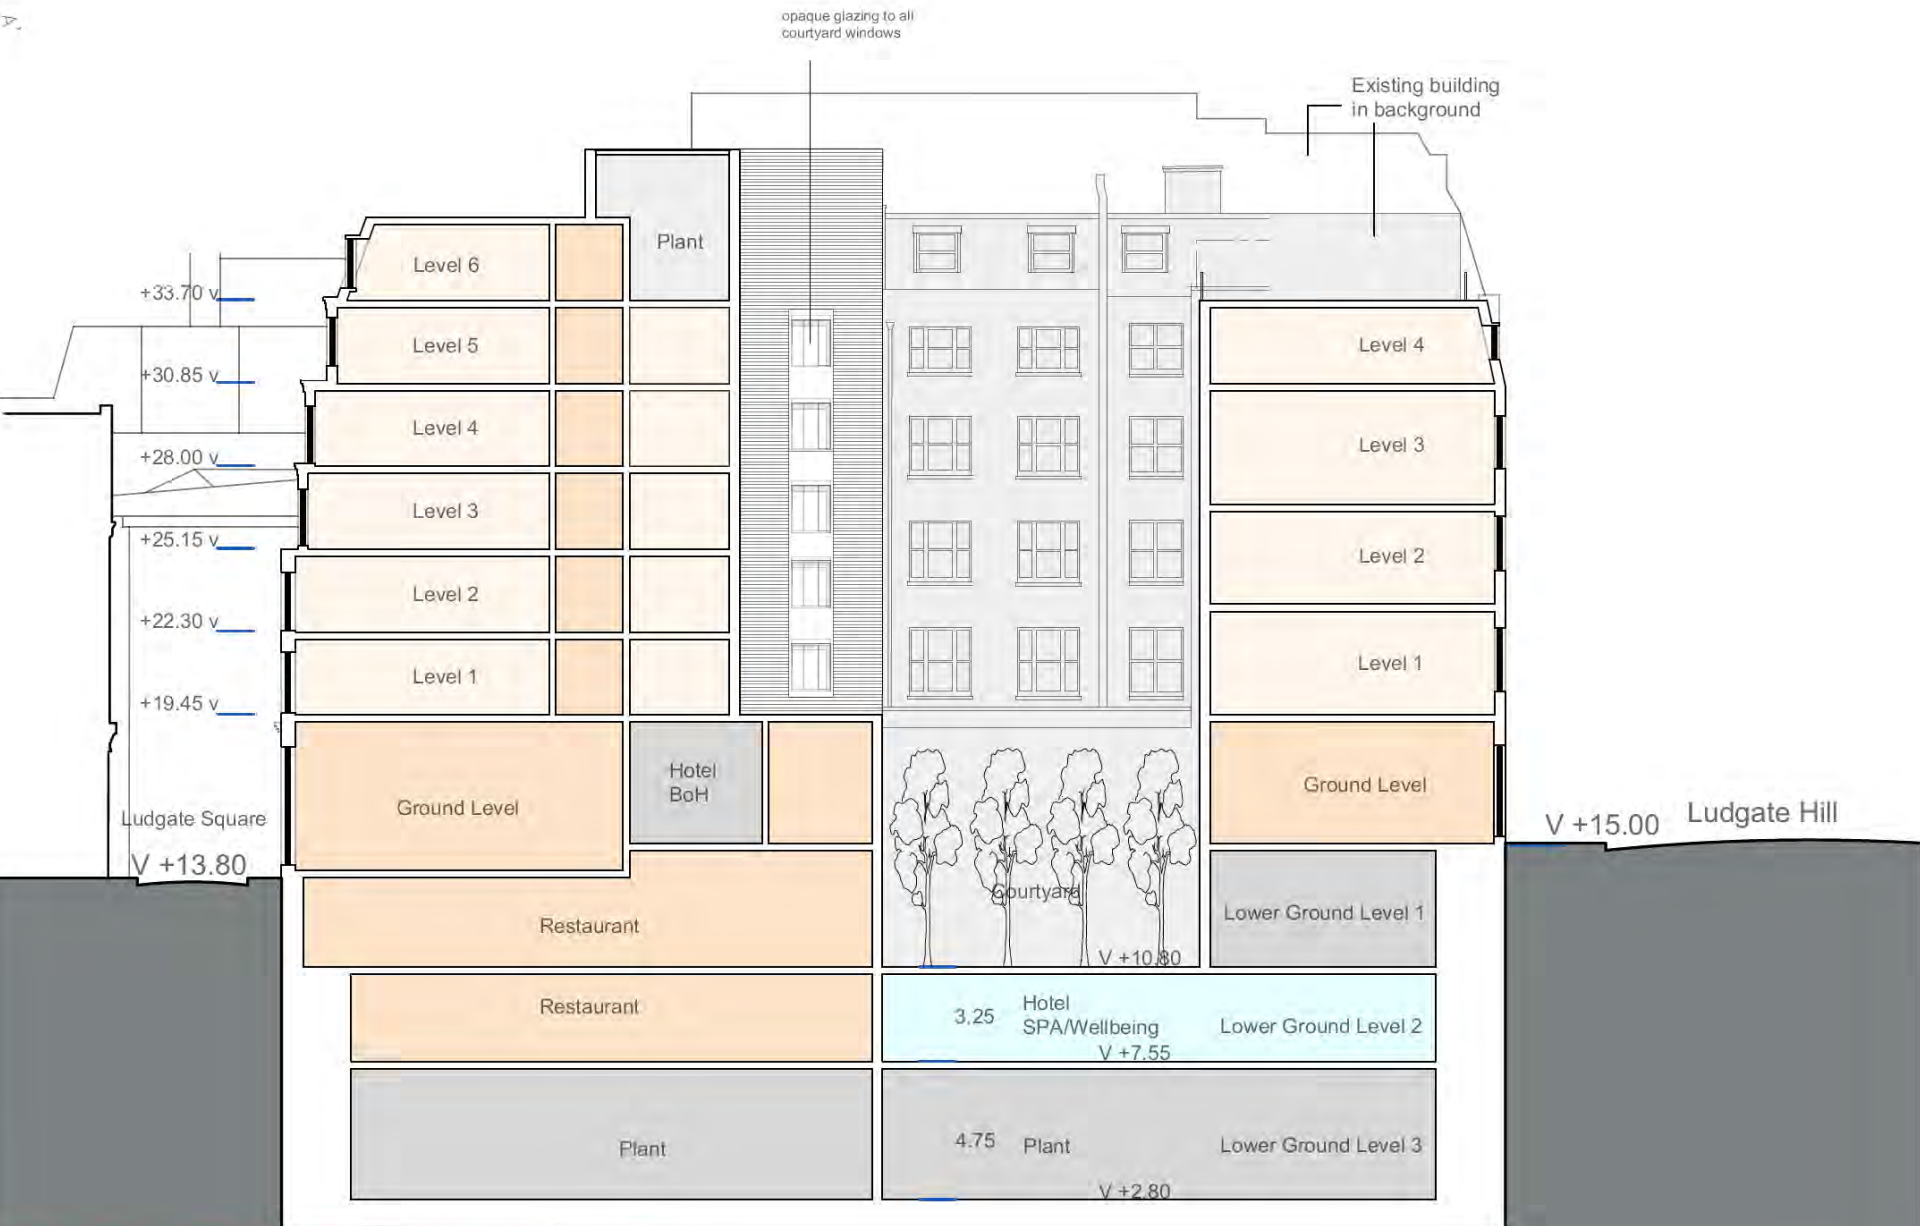 opaque glazing to all
courtyard windows
Existing building
in background
Plant
Level 6
+33.70 v
Level 5
Level 4
+30.85 v
Level 4
Level 3
+28.00 v
Level 3
+25.15 v
Level 2
Level 2
+22.30 v
Level 1
Level 1
+19.45 v
Hotel
BoH
Ground Level
Ground Level
Ludgate Square
V +13.80
V +15.00
Ludgate Hill
Courtyard
Lower Ground Level 1
Restaurant
V +10.80
Restaurant
3.25
Hotel
SPA/Wellbeing
Lower Ground Level 2
V +7.55
Plant
4.75
Plant
Lower Ground Level 3
V +2.80